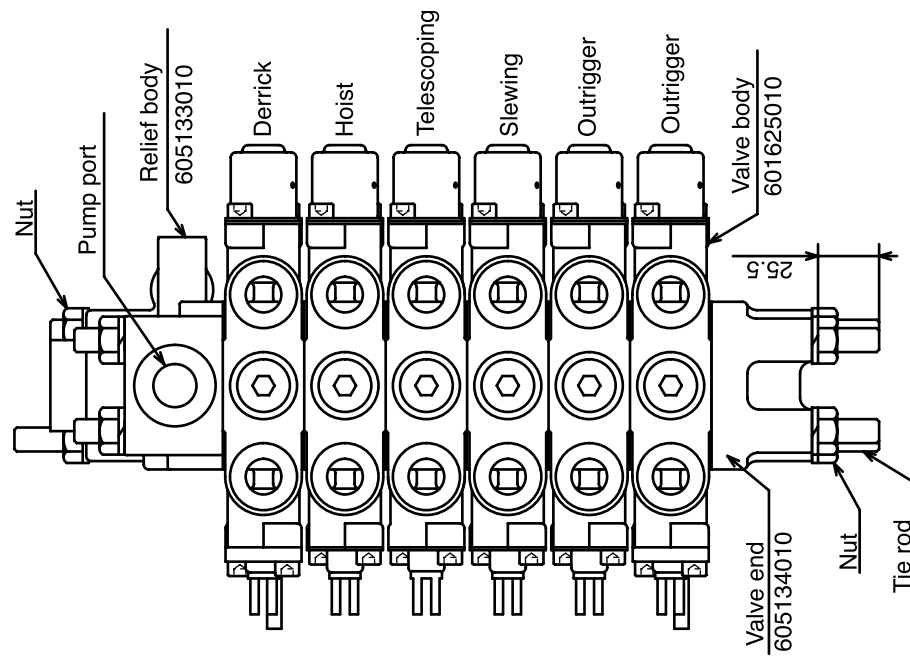 Nut
Pump port
Relief body
605133010
Derrick
Hoist
Telescoping
Slewing
Outrigger
Outrigger
Valve body
601625010
25.5
Valve end
605134010
Nut
Tie rod